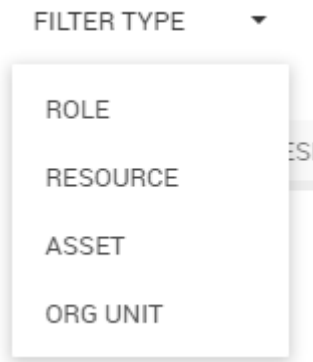 FILTER TYPE
ROLE
RESOURCE
ASSET
ORG UNIT